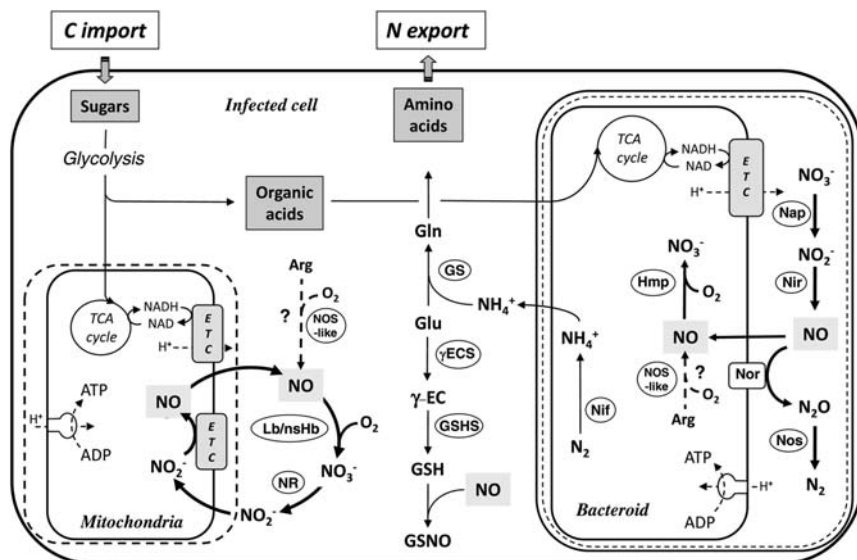 C import
N export
Sugars
Infected cell
Amino
acids
Glycolysis
Organic
acids
TCA
cycle
NADH
NAD
E
T
C
H⁺
NO₃⁻
Nap
NO₂⁻
Nir
NO
Nor
N₂O
Nos
N₂
NO₃⁻
Hmp
O₂
NO
NOS
-like
?
O₂
Arg
Gln
GS
NH₄⁺
Glu
γECS
γ-EC
GSHS
GSH
NO
GSNO
NH₄⁺
Nif
N₂
Arg
?
O₂
NOS
-like
NO
Lb/nsHb
O₂
NO₃⁻
NR
NO₂⁻
TCA
cycle
NADH
NAD
E
T
C
H⁺
NO
E
T
C
NO₂⁻
ATP
H⁺
ADP
Mitochondria
ATP
H⁺
ADP
Bacteroid